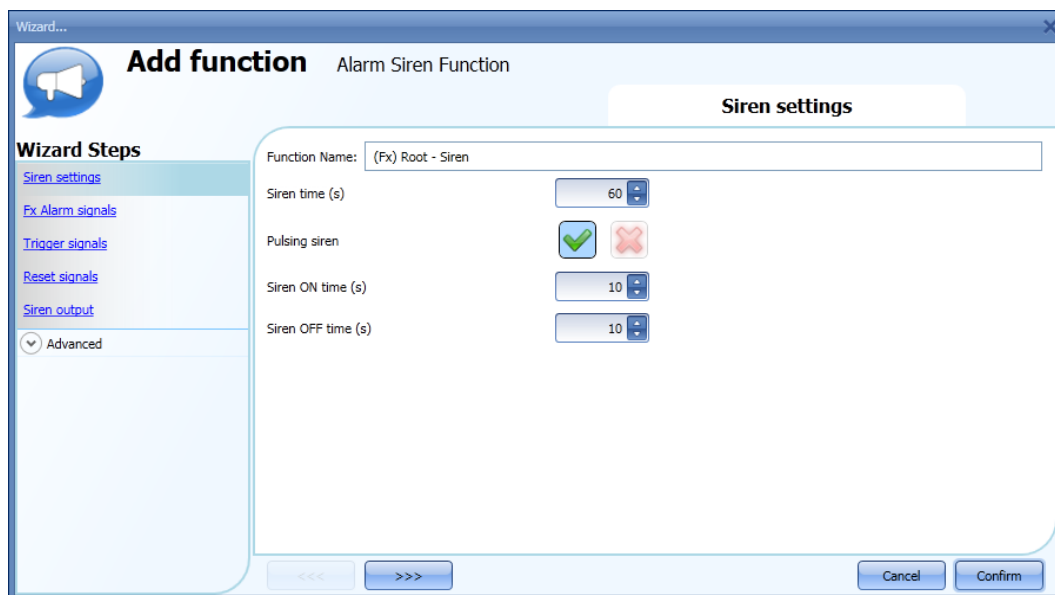 Wizard...
Add function Alarm Siren Function
Siren settings
Wizard Steps
Siren settings
Fx Alarm signals
Trigger signals
Reset signals
Siren output
Advanced
Function Name: (Fx) Root - Siren
Siren time (s) 60
Pulsing siren
Siren ON time (s) 10
Siren OFF time (s) 10
<<< >>> Cancel Confirm